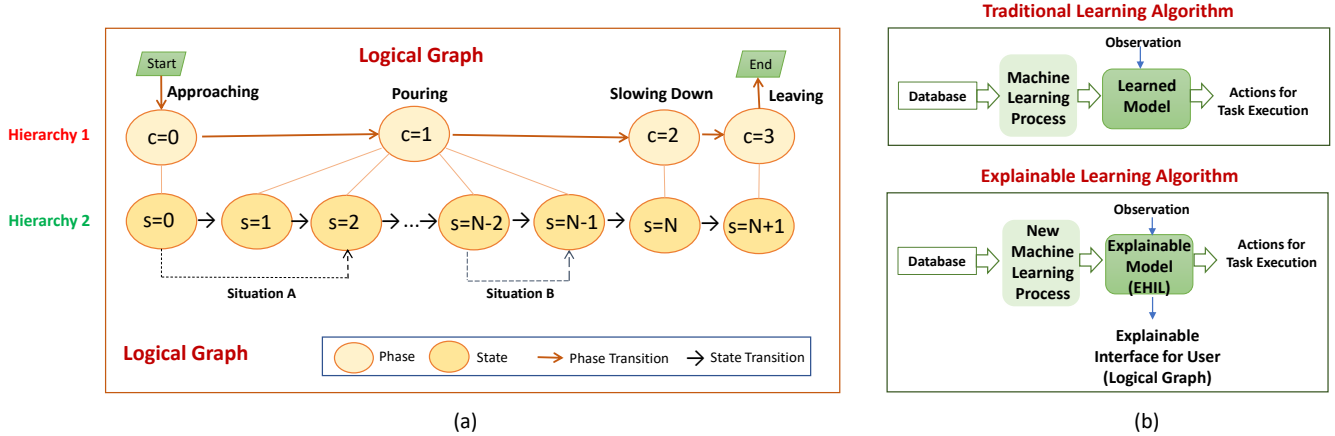 Logical Graph
Start
End
Approaching
Pouring
Slowing Down
Leaving
Hierarchy 1
c=0
c=1
c=2
c=3
Hierarchy 2
s=0
s=1
s=2
...
s=N-2
s=N-1
s=N
s=N+1
Situation A
Situation B
Logical Graph
Phase
State
Phase Transition
State Transition
(a)
Traditional Learning Algorithm
Observation
Database
Machine
Learning
Process
Learned
Model
Actions for
Task Execution
Explainable Learning Algorithm
Observation
Database
New
Machine
Learning
Process
Explainable
Model
(EHIL)
Actions for
Task Execution
Explainable
Interface for User
(Logical Graph)
(b)